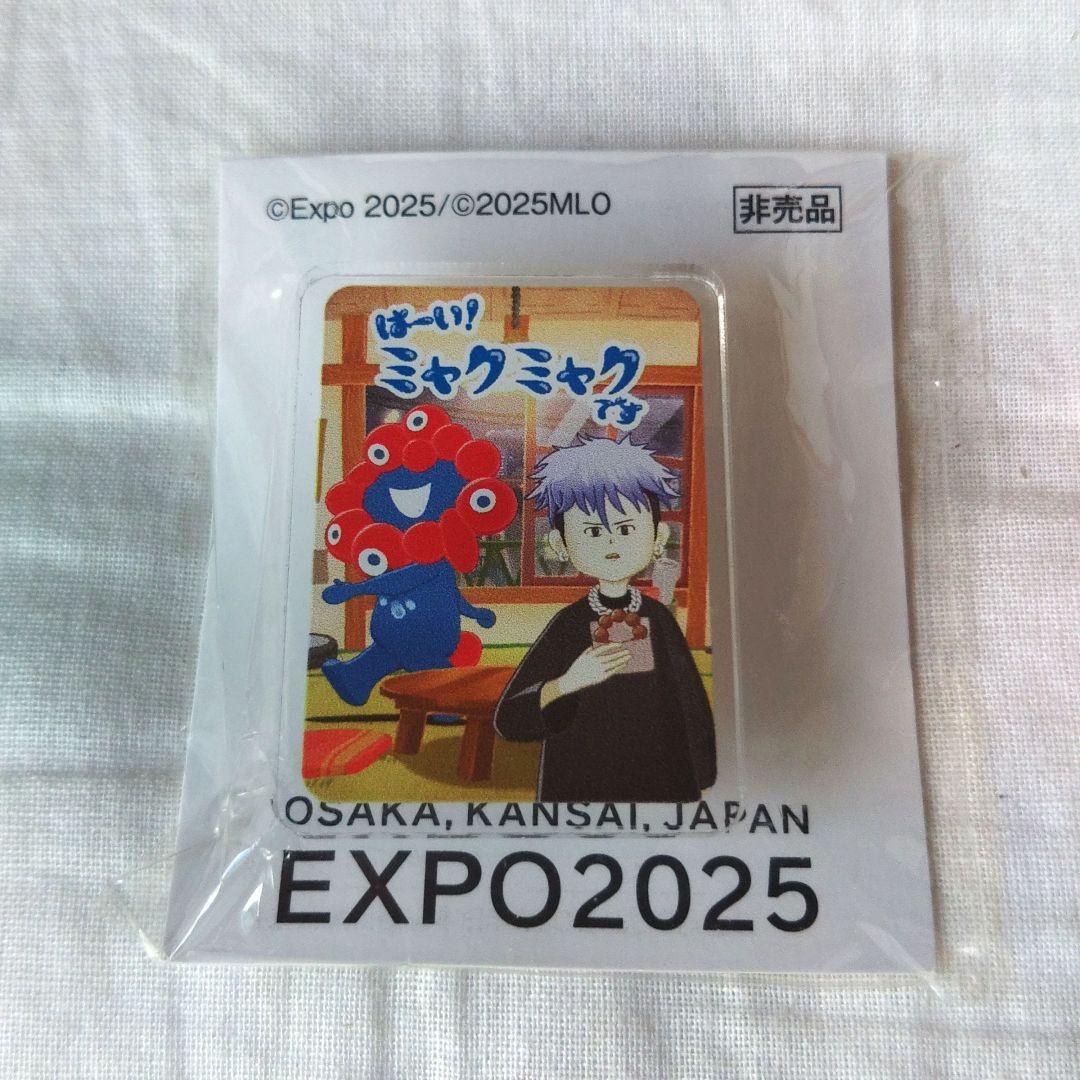 ©Expo 2025/©2025MLO
非売品
はーい!
ミャクミャク
です
OSAKA, KANSAI, JAPAN
EXPO2025